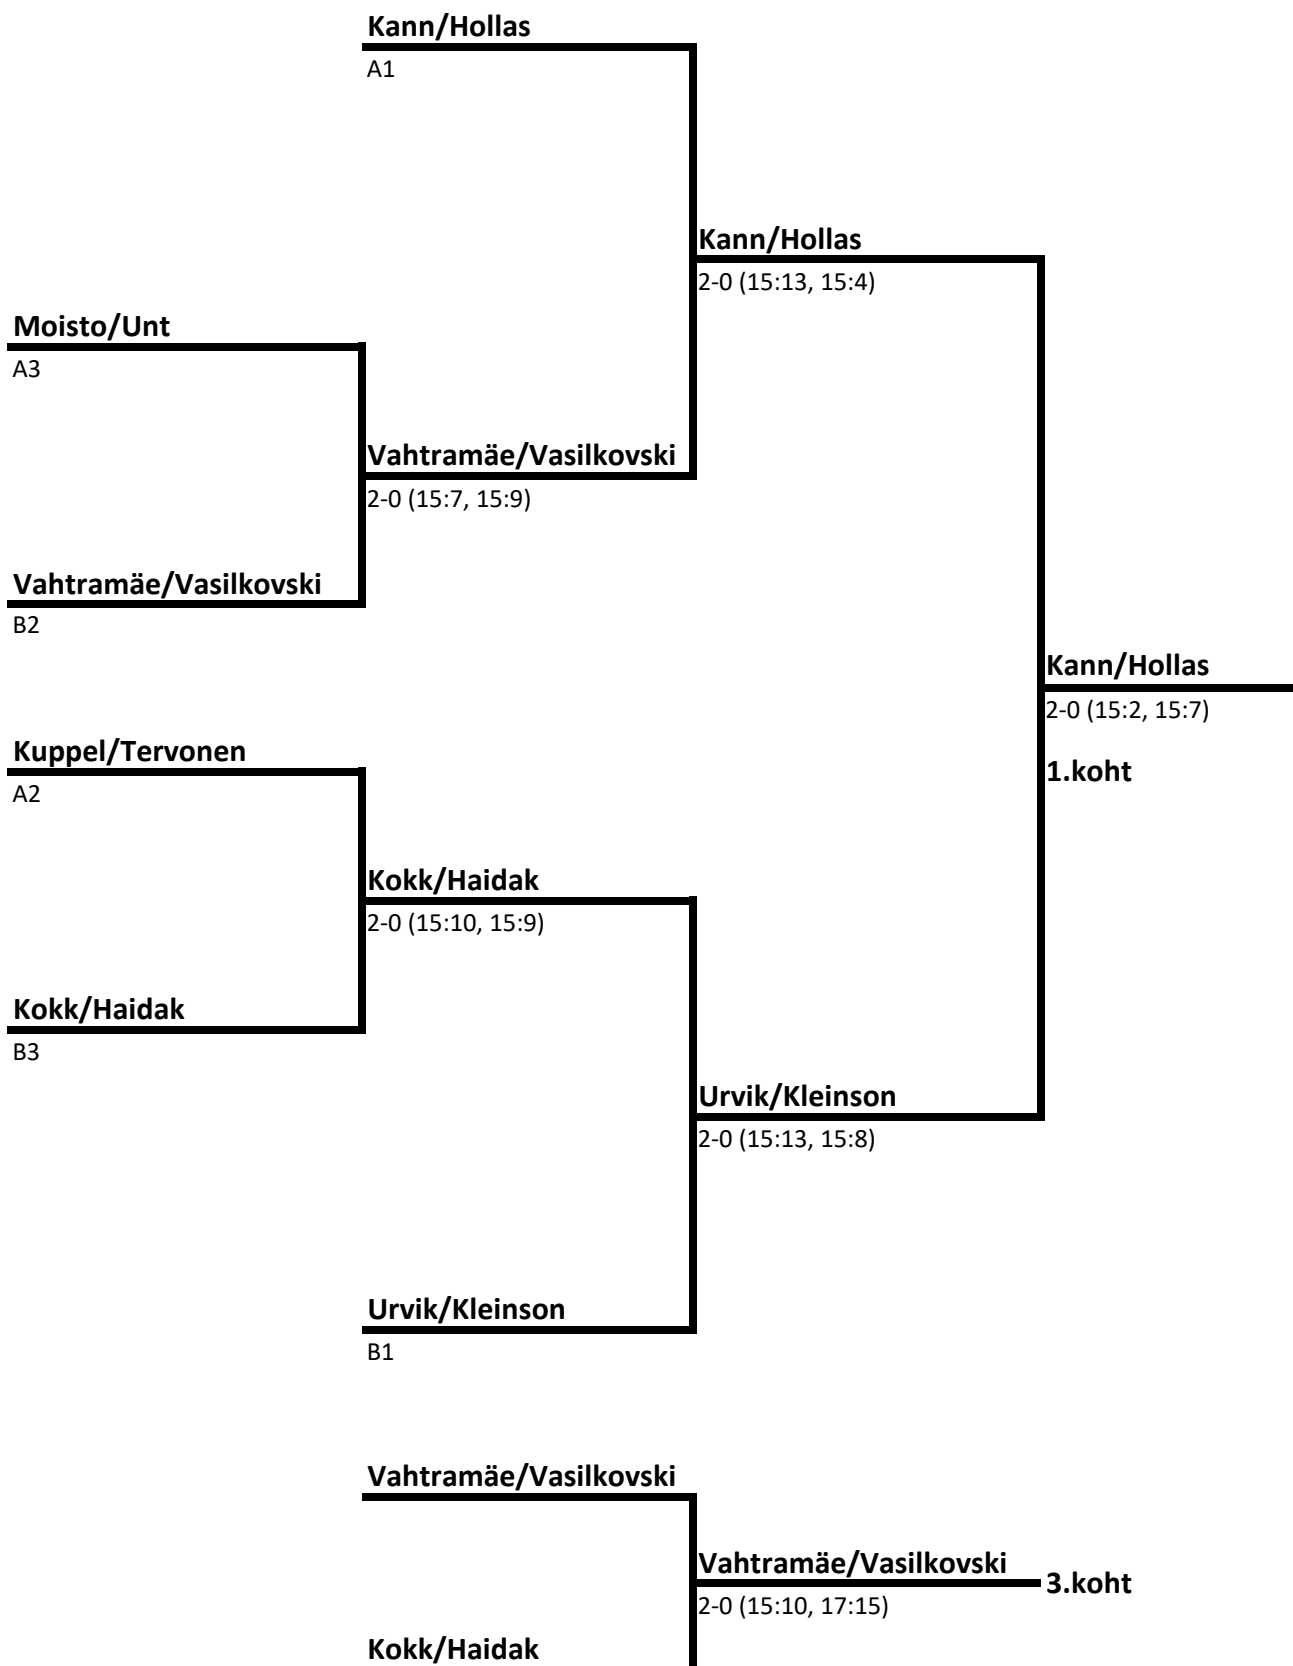 Kann/Hollas
A1
Kann/Hollas
2-0 (15:13, 15:4)
Moisto/Unt
A3
Vahtramäe/Vasilkovski
2-0 (15:7, 15:9)
Vahtramäe/Vasilkovski
B2
Kann/Hollas
2-0 (15:2, 15:7)
Kuppel/Tervonen
1.koht
A2
Kokk/Haidak
2-0 (15:10, 15:9)
Kokk/Haidak
B3
Urvik/Kleinson
2-0 (15:13, 15:8)
Urvik/Kleinson
B1
Vahtramäe/Vasilkovski
Vahtramäe/Vasilkovski
3.koht
2-0 (15:10, 17:15)
Kokk/Haidak